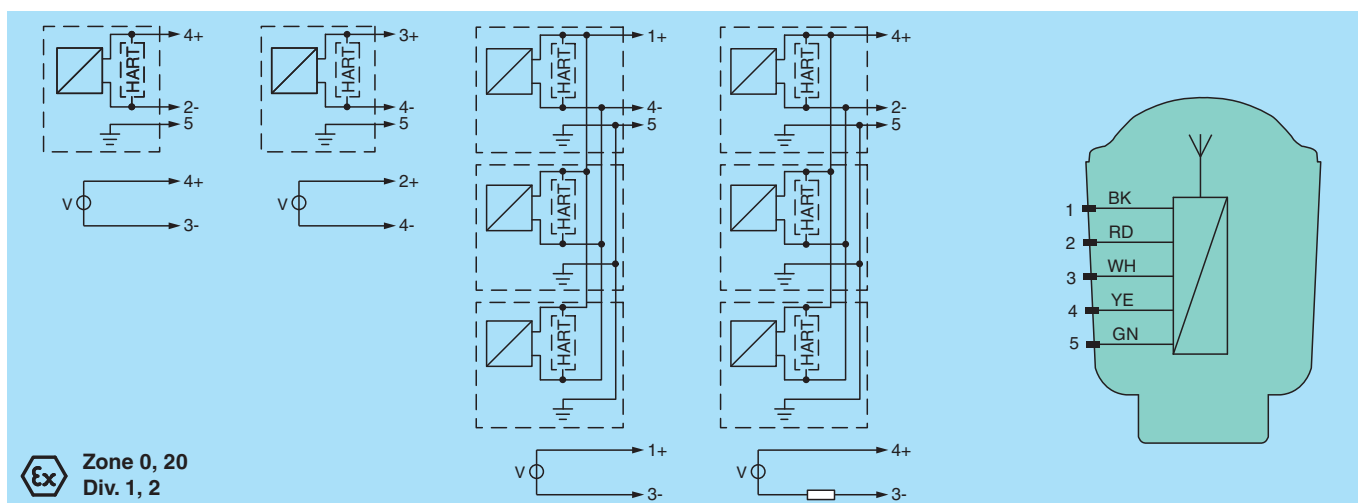 4+
HART
2-
5
V
4+
3-
3+
HART
4-
5
V
2+
4-
1+
HART
4-
5
HART
HART
V
1+
3-
4+
HART
2-
5
HART
HART
V
4+
3-
1 BK
2 RD
3 WH
4 YE
5 GN
Ex
Zone 0, 20
Div. 1, 2